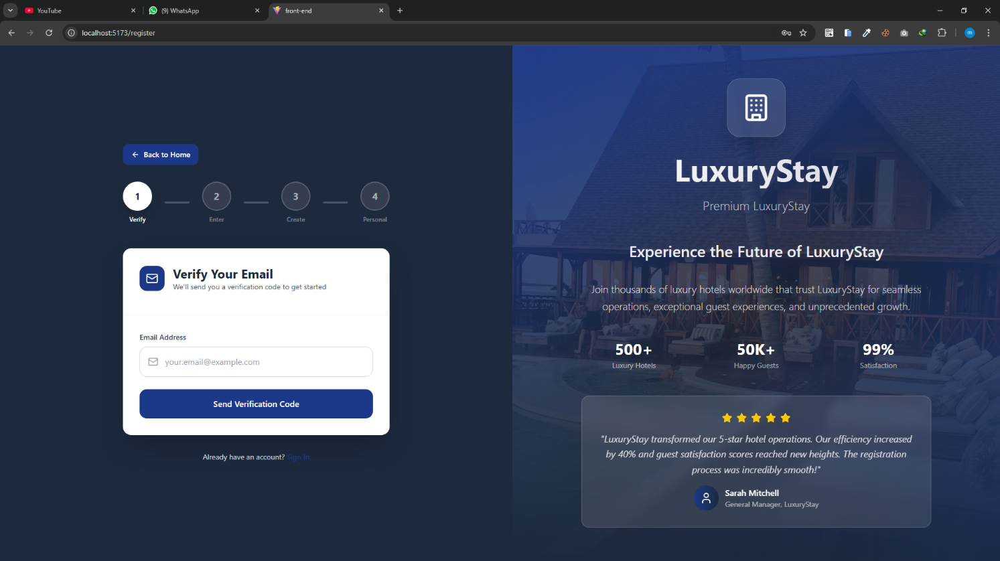 YouTube
(9) WhatsApp
front-end
localhost:5173/register
m
Back to Home
1
2
3
4
Verify
Enter
Create
Personal
Verify Your Email
We'll send you a verification code to get started
Email Address
your.email@example.com
Send Verification Code
Already have an account? Sign In
LuxuryStay
Premium LuxuryStay
Experience the Future of LuxuryStay
Join thousands of luxury hotels worldwide that trust LuxuryStay for seamless
operations, exceptional guest experiences, and unprecedented growth.
500+
Luxury Hotels
50K+
Happy Guests
99%
Satisfaction
"LuxuryStay transformed our 5-star hotel operations. Our efficiency increased
by 40% and guest satisfaction scores reached new heights. The registration
process was incredibly smooth!"
Sarah Mitchell
General Manager, LuxuryStay